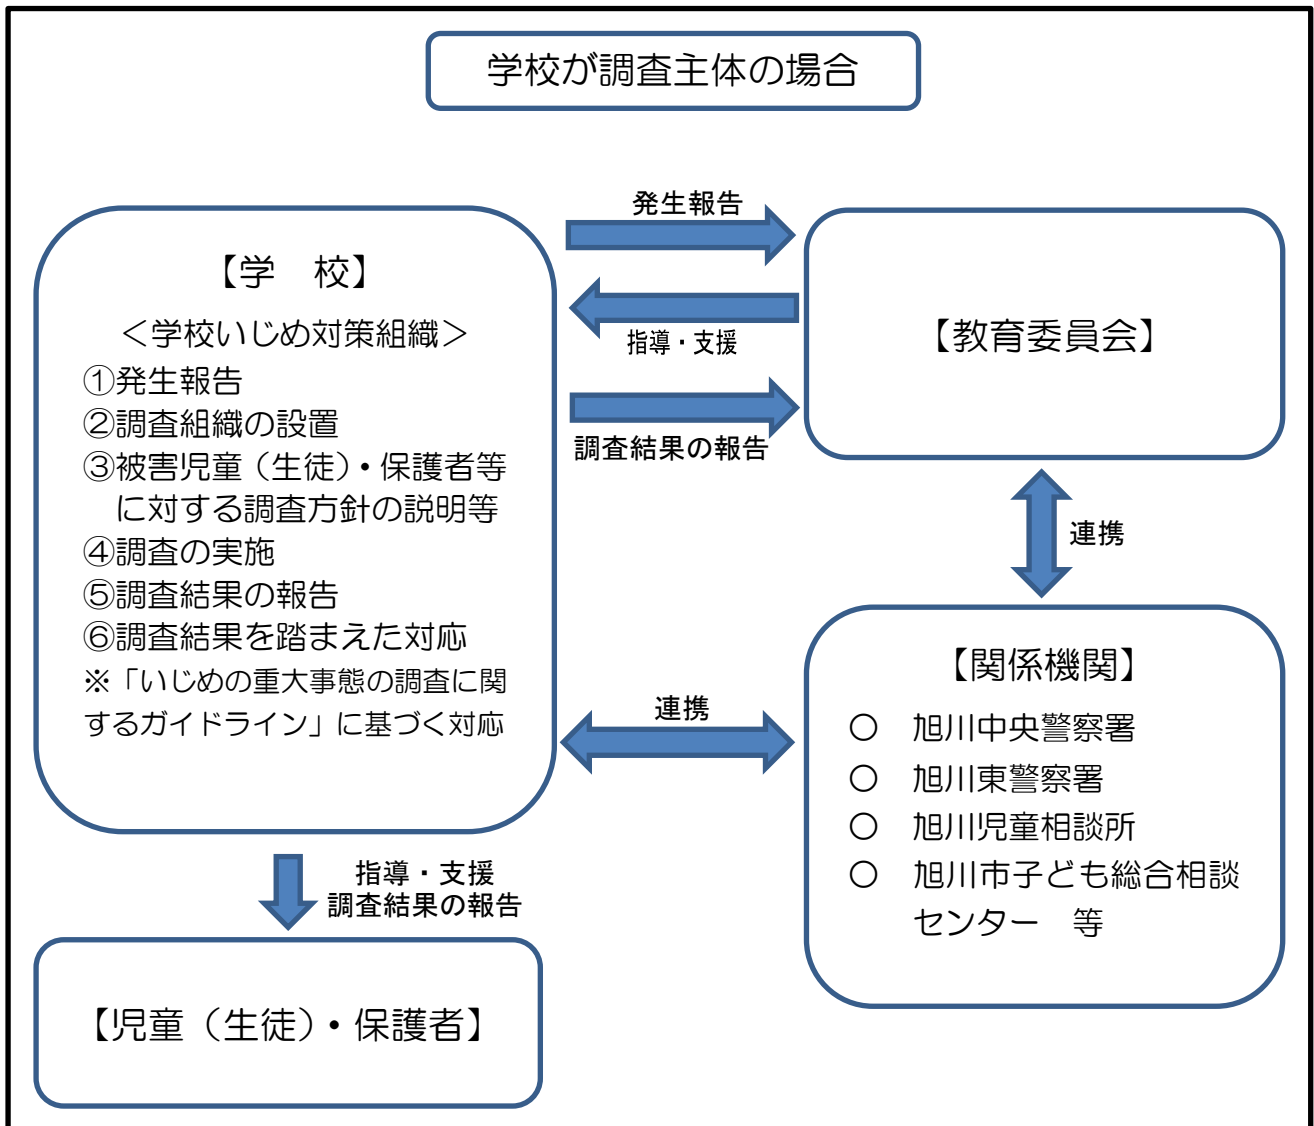 学校が調査主体の場合
【学　校】
＜学校いじめ対策組織＞
①発生報告
②調査組織の設置
③被害児童（生徒）・保護者等
に対する調査方針の説明等
④調査の実施
⑤調査結果の報告
⑥調査結果を踏まえた対応
※「いじめの重大事態の調査に関
するガイドライン」に基づく対応
発生報告
指導・支援
調査結果の報告
【教育委員会】
連携
連携
【関係機関】
○　旭川中央警察署
○　旭川東警察署
○　旭川児童相談所
○　旭川市子ども総合相談
センター　等
指導・支援
調査結果の報告
【児童（生徒）・保護者】